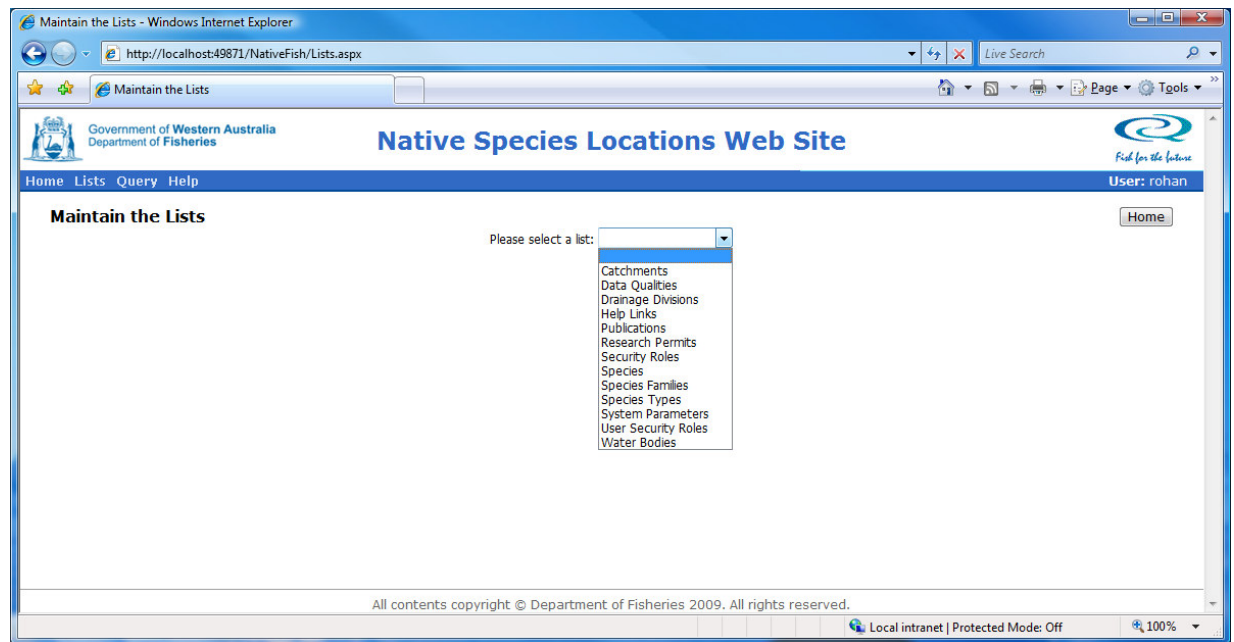 Maintain the Lists - Windows Internet Explorer
http://localhost:49871/NativeFish/Lists.aspx
Live Search
Maintain the Lists
Page
Tools
Government of Western Australia
Department of Fisheries
Native Species Locations Web Site
Fish for the future
Home Lists Query Help
User: rohan
Maintain the Lists
Home
Please select a list:
Catchments
Data Qualities
Drainage Divisions
Help Links
Publications
Research Permits
Security Roles
Species
Species Families
Species Types
System Parameters
User Security Roles
Water Bodies
All contents copyright © Department of Fisheries 2009. All rights reserved.
Local intranet | Protected Mode: Off
100%